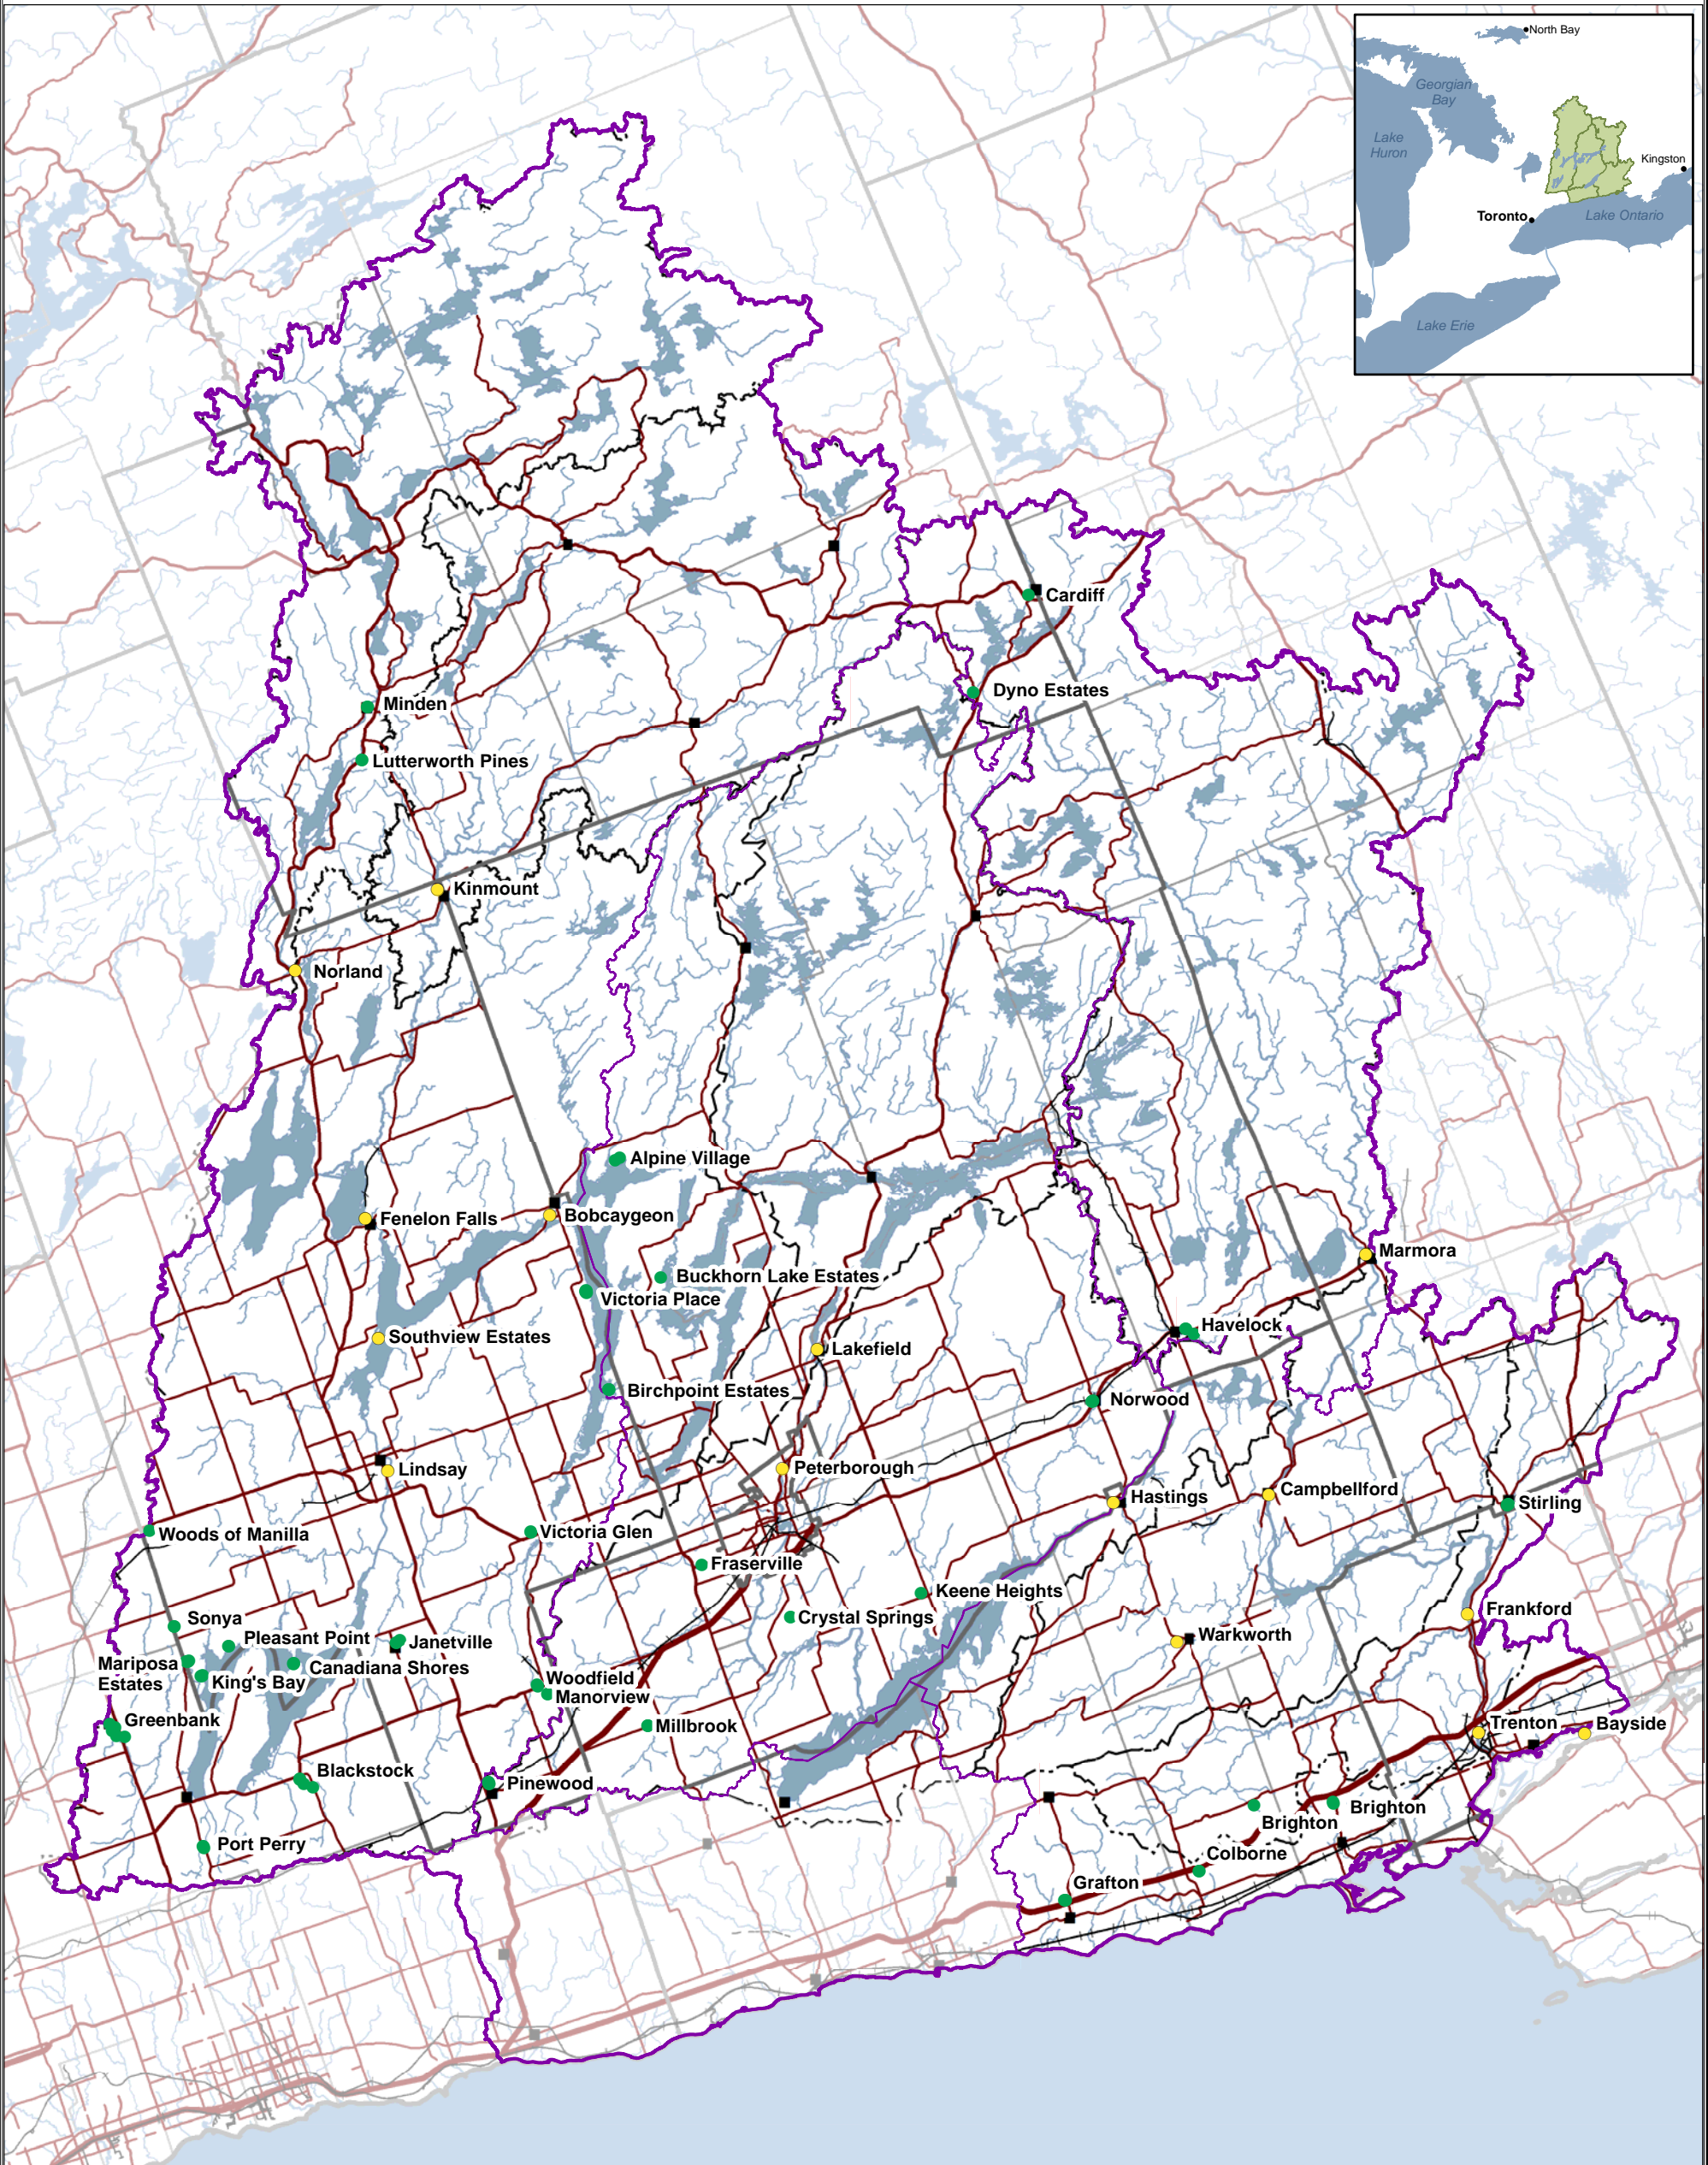 North Bay
Georgian
Bay
Lake
Huron
Kingston
Toronto
Lake Ontario
Lake Erie
Cardiff
Dyno Estates
Minden
Lutterworth Pines
Kinmount
Norland
Alpine Village
Fenelon Falls
Bobcaygeon
Marmora
Buckhorn Lake Estates
Victoria Place
Havelock
Southview Estates
Lakefield
Birchpoint Estates
Norwood
Lindsay
Peterborough
Campbellford
Hastings
Stirling
Woods of Manilla
Victoria Glen
Fraserville
Keene Heights
Frankford
Sonya
Crystal Springs
Pleasant Point
Janetville
Warkworth
Mariposa
Estates
Canadiana Shores
King's Bay
Woodfield
Manorview
Greenbank
Millbrook
Trenton
Bayside
Blackstock
Pinewood
Brighton
Brighton
Port Perry
Colborne
Grafton